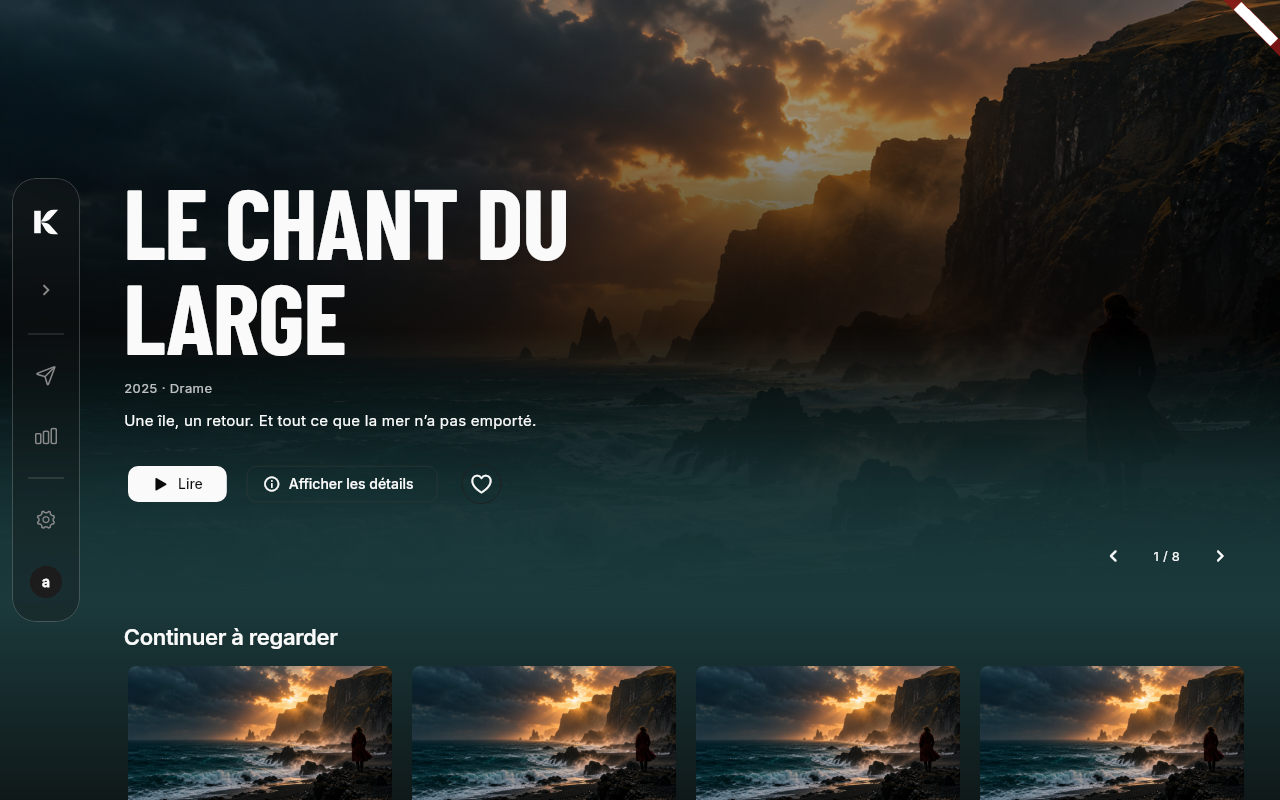 K
LE CHANT DU
LARGE
2025 · Drame
Une île, un retour. Et tout ce que la mer n’a pas emporté.
Lire
Afficher les détails
1 / 8
a
Continuer à regarder